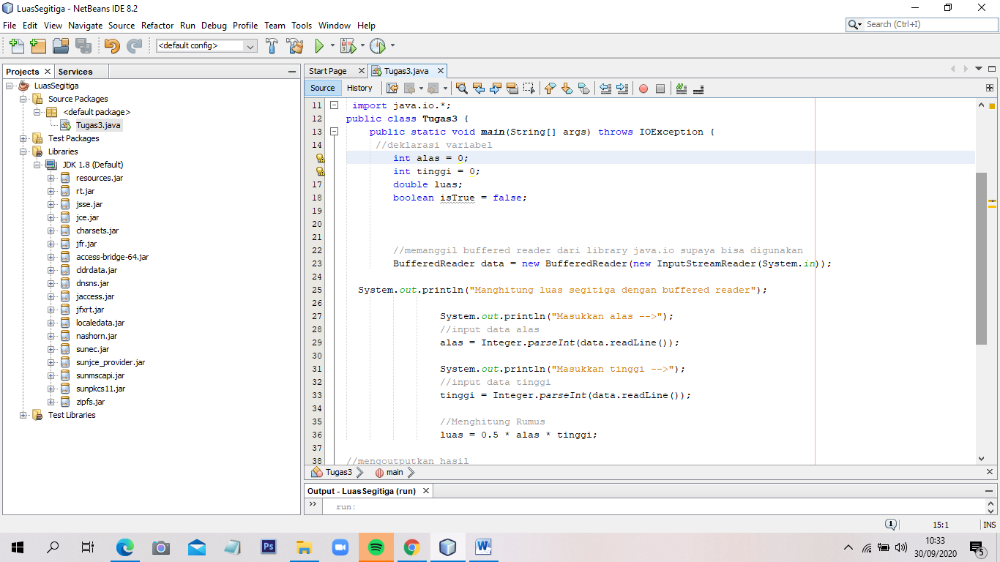 LuasSegitiga - NetBeans IDE 8.2
File Edit View Navigate Source Refactor Run Debug Profile Team Tools Window Help
Search (Ctrl+I)
<default config>
Projects
Services
LuasSegitiga
Source Packages
<default package>
Tugas3.java
Test Packages
Libraries
JDK 1.8 (Default)
resources.jar
rt.jar
jsse.jar
jce.jar
charsets.jar
jfr.jar
access-bridge-64.jar
cldrdata.jar
dnsns.jar
jaccess.jar
jfxrt.jar
localedata.jar
nashorn.jar
sunec.jar
sunjce_provider.jar
sunmscapi.jar
sunpkcs11.jar
zipfs.jar
Test Libraries
Start Page
Tugas3.java
Source History
11 import java.io.*;
12 public class Tugas3 {
13 public static void main(String[] args) throws IOException {
14 //deklarasi variabel
int alas = 0;
int tinggi = 0;
17 double luas;
18 boolean isTrue = false;
19
20
21
22 //memanggil buffered reader dari library java.io supaya bisa digunakan
23 BufferedReader data = new BufferedReader(new InputStreamReader(System.in));
24
25 System.out.println("Manghitung luas segitiga dengan buffered reader");
26
27 System.out.println("Masukkan alas -->");
28 //input data alas
29 alas = Integer.parseInt(data.readLine());
30
31 System.out.println("Masukkan tinggi -->");
32 //input data tinggi
33 tinggi = Integer.parseInt(data.readLine());
34
35 //Menghitung Rumus
36 luas = 0.5 * alas * tinggi;
37
38 //mengoutputkan hasil
Tugas3 main
Output - LuasSegitiga (run)
run:
1 15:1 INS
Ps
W
10:33
30/09/2020
5